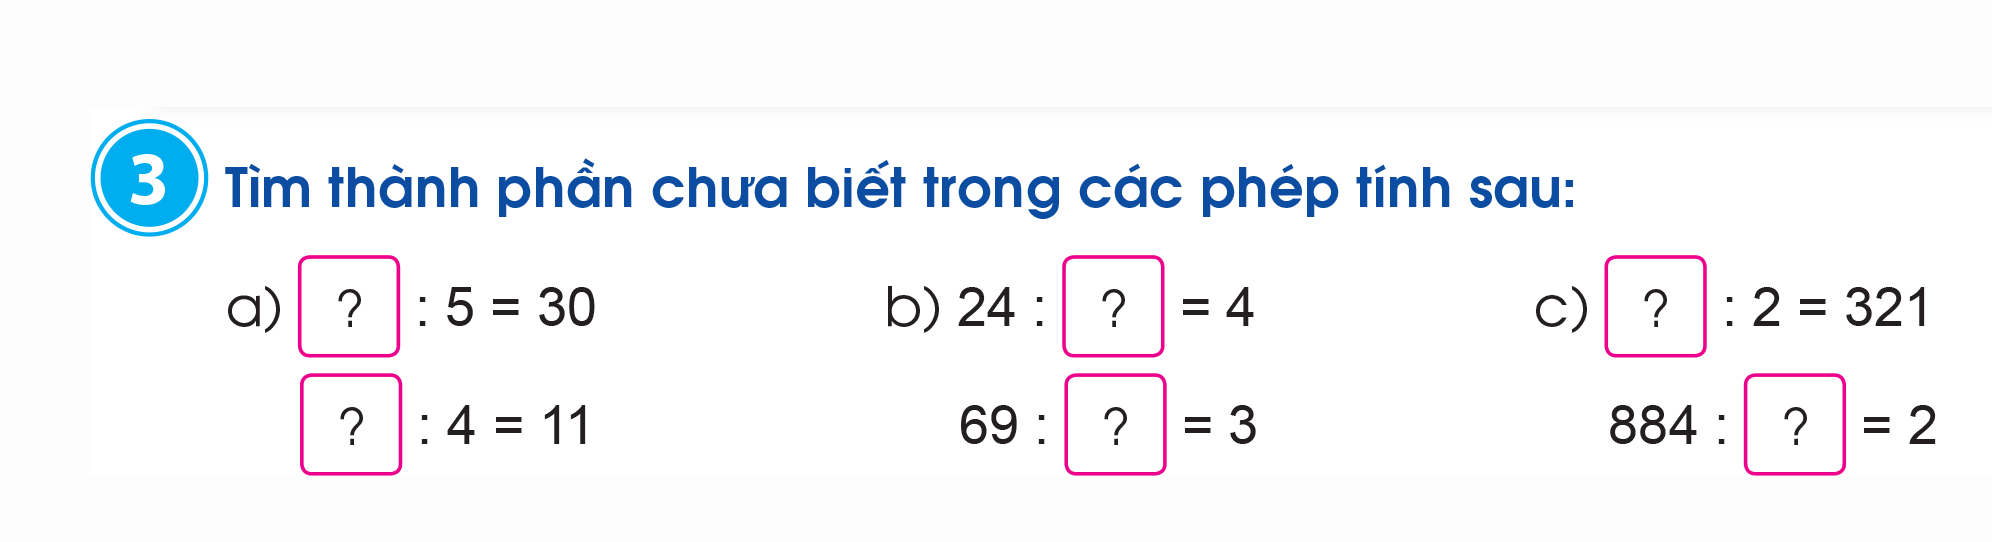 3 Tìm thành phần chưa biết trong các phép tính sau:
a) ? : 5 = 30 b) 24 : ? = 4 c) ? : 2 = 321
? : 4 = 11 69 : ? = 3 884 : ? = 2